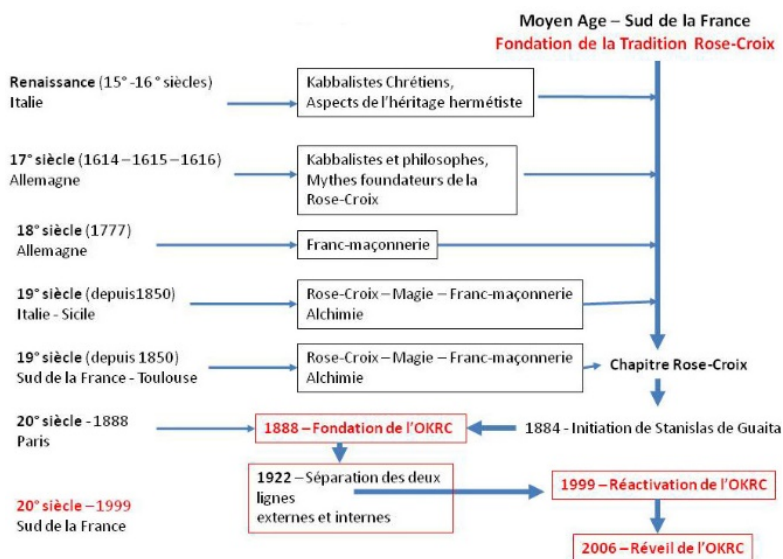 Moyen Age – Sud de la France
Fondation de la Tradition Rose-Croix
Renaissance (15° -16 ° siècles)
Italie
Kabbalistes Chrétiens,
Aspects de l'héritage hermétiste
17° siècle (1614 – 1615 – 1616)
Allemagne
Kabbalistes et philosophes,
Mythes foundateurs de la
Rose-Croix
18° siècle (1777)
Allemagne
Franc-maçonnerie
19° siècle (depuis1850)
Italie - Sicile
Rose-Croix – Magie – Franc-maçonnerie
Alchimie
19° siècle (depuis 1850)
Sud de la France - Toulouse
Rose-Croix – Magie – Franc-maçonnerie
Alchimie
Chapitre Rose-Croix
20° siècle - 1888
Paris
1888 – Fondation de l'OKRC
1884 - Initiation de Stanislas de Guaita
1922 – Séparation des deux
lignes
externes et internes
20° siècle – 1999
Sud de la France
1999 – Réactivation de l'OKRC
2006 – Réveil de l'OKRC